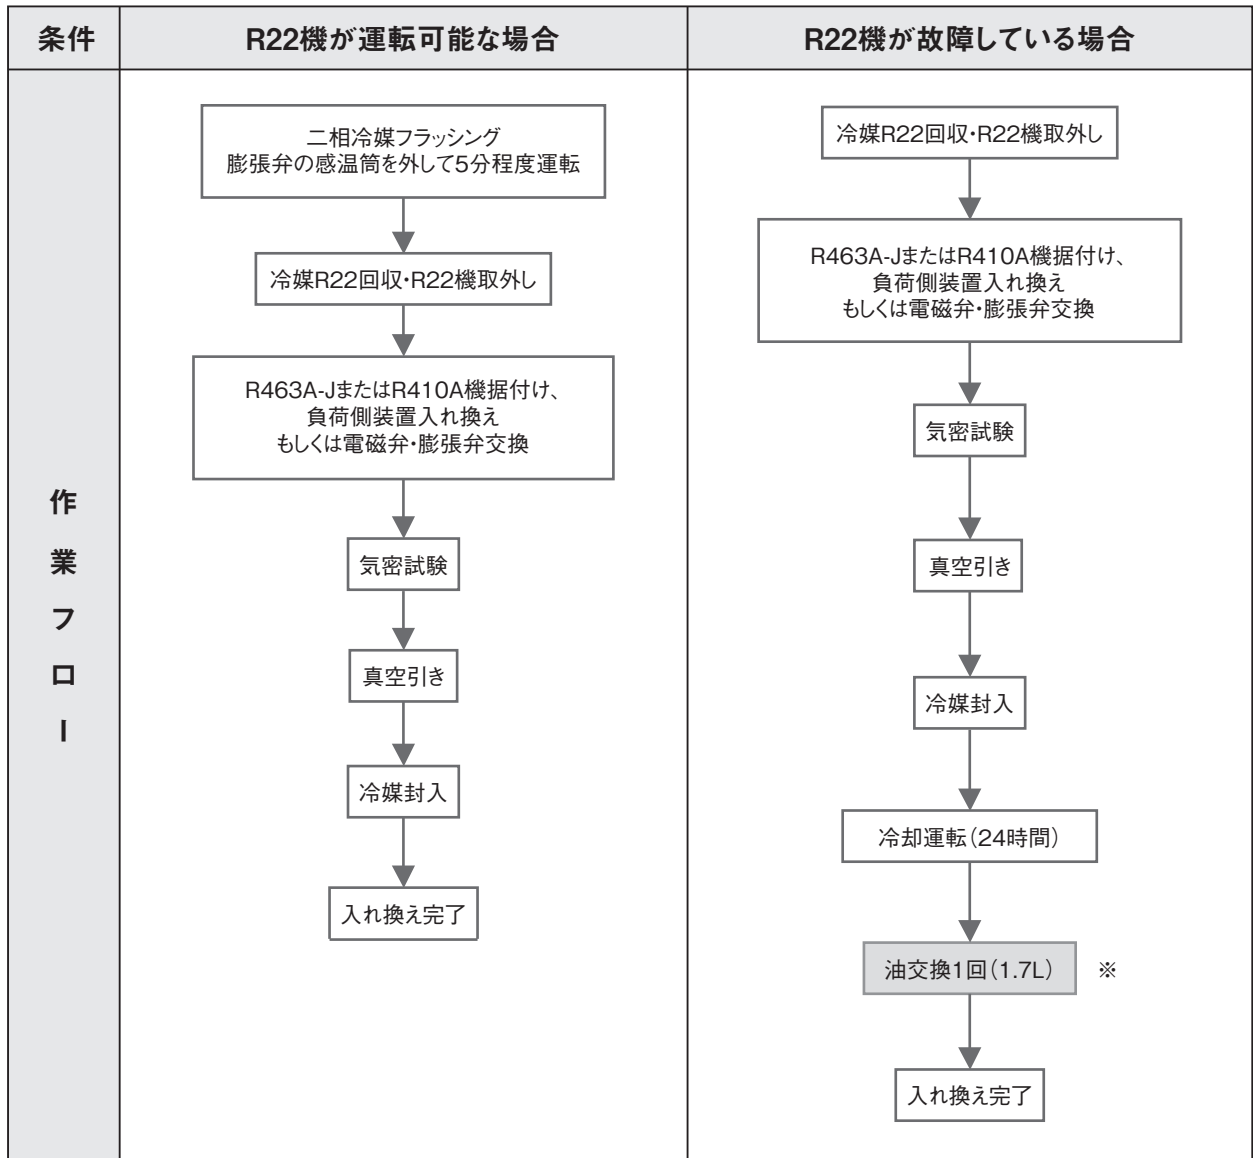 条件
R22機が運転可能な場合
R22機が故障している場合
作業フロー
二相冷媒フラッシング
膨張弁の感温筒を外して5分程度運転
冷媒R22回収・R22機取外し
R463A-JまたはR410A機据付け、
負荷側装置入れ換え
もしくは電磁弁・膨張弁交換
気密試験
真空引き
冷媒封入
入れ換え完了
冷媒R22回収・R22機取外し
R463A-JまたはR410A機据付け、
負荷側装置入れ換え
もしくは電磁弁・膨張弁交換
気密試験
真空引き
冷媒封入
冷却運転(24時間)
油交換1回(1.7L) ※
入れ換え完了